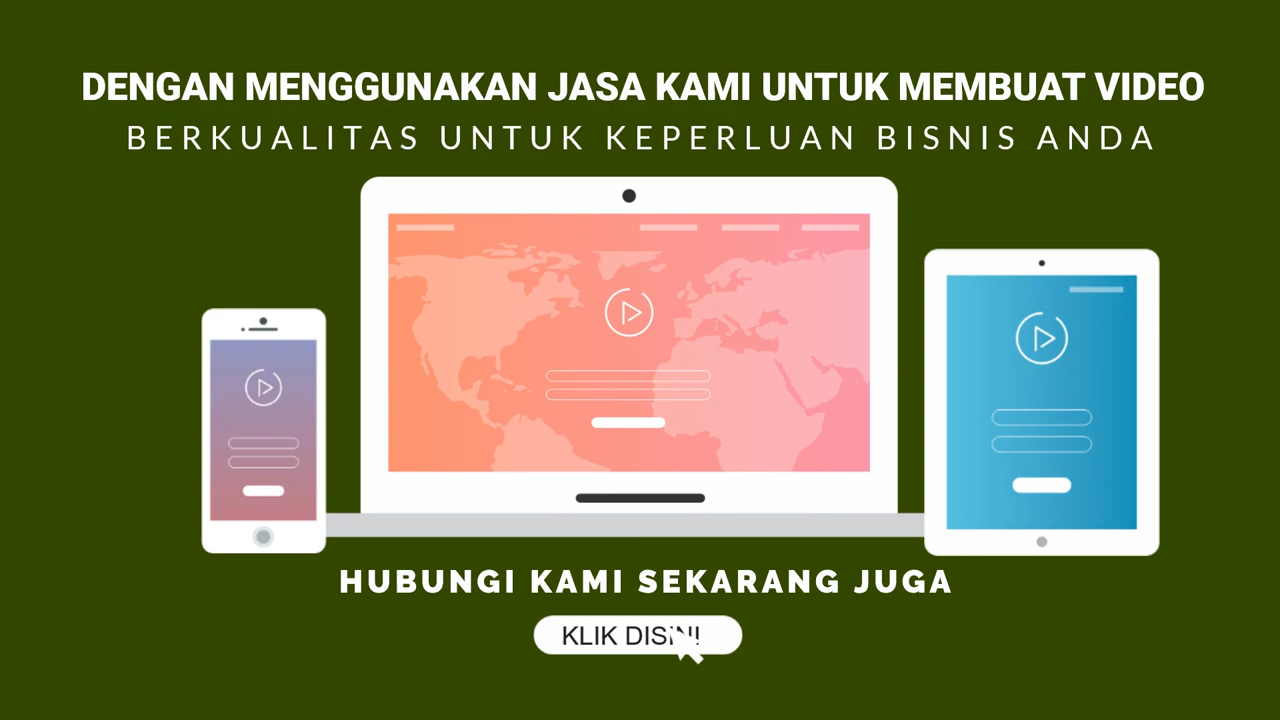 DENGAN MENGGUNAKAN JASA KAMI UNTUK MEMBUAT VIDEO
BERKUALITAS UNTUK KEPERLUAN BISNIS ANDA
HUBUNGI KAMI SEKARANG JUGA
KLIK DISINI